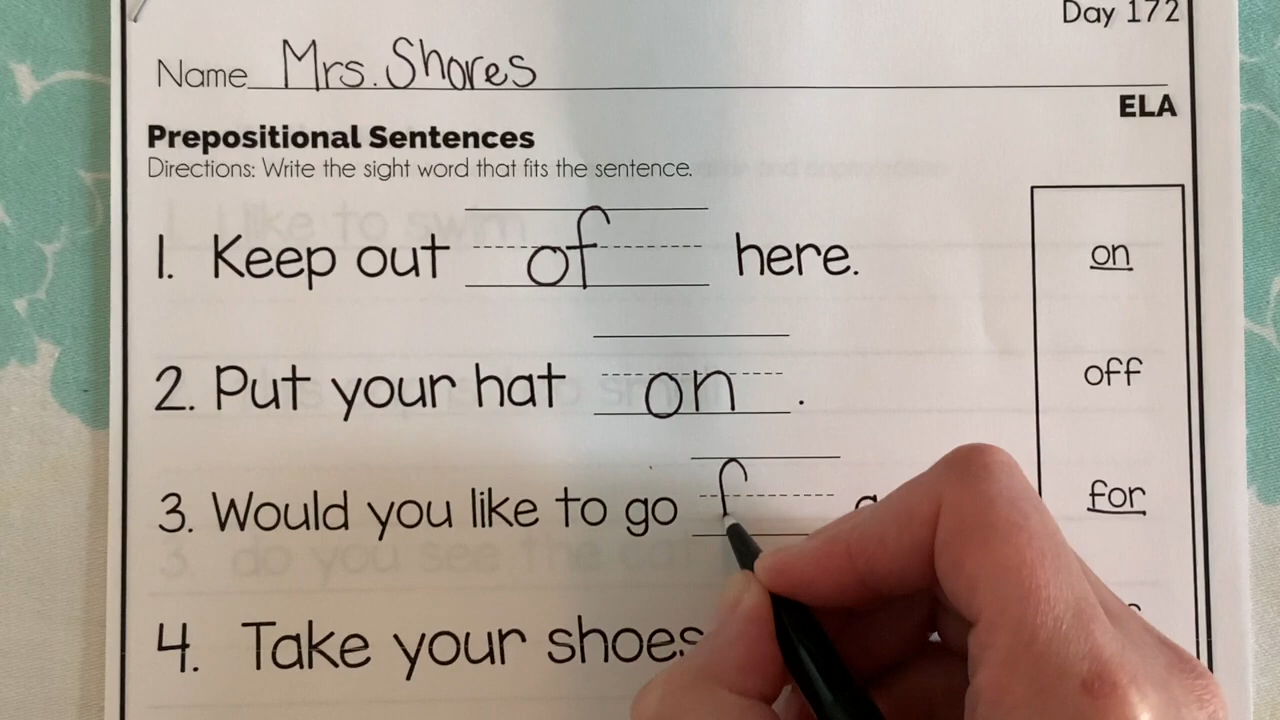 Day 172
Name Mrs. Shores
ELA
Prepositional Sentences
Directions: Write the sight word that fits the sentence.
1. Keep out of here.
on
2. Put your hat on.
off
3. Would you like to go f
for
4. Take your shoes